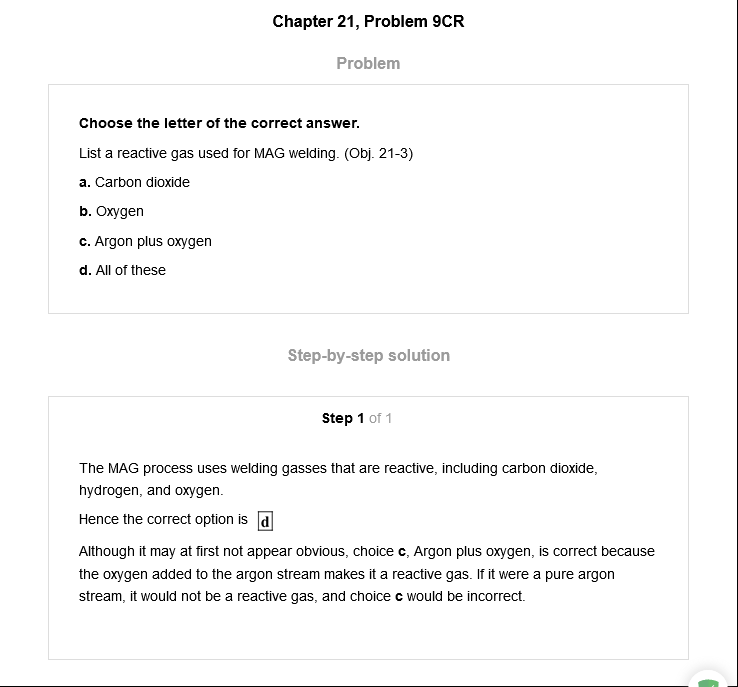 Chapter 21, Problem 9CR
Problem
Choose the letter of the correct answer.
List a reactive gas used for MAG welding. (Obj. 21-3)
a. Carbon dioxide
b. Oxygen
c. Argon plus oxygen
d. All of these
Step-by-step solution
Step 1 of 1
The MAG process uses welding gasses that are reactive, including carbon dioxide,
hydrogen, and oxygen.
Hence the correct option is d
Although it may at first not appear obvious, choice c, Argon plus oxygen, is correct because
the oxygen added to the argon stream makes it a reactive gas. If it were a pure argon
stream, it would not be a reactive gas, and choice c would be incorrect.